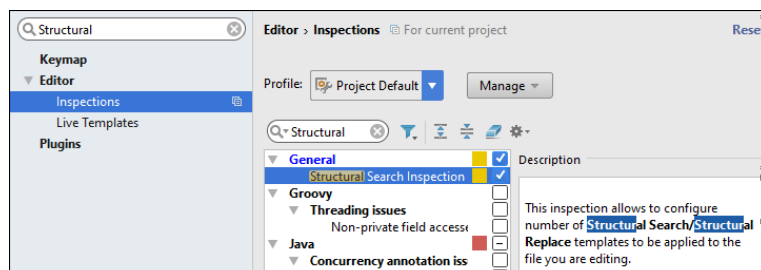 Structural
Keymap
Editor
Inspections
Live Templates
Plugins
Editor › Inspections For current project
Rese
Profile: Project Default Manage
Structural
General
Structural Search Inspection
Groovy
Threading issues
Non-private field accesse
Java
Concurrency annotation iss
Description
This inspection allows to configure
number of Structural Search/Structural
Replace templates to be applied to the
file you are editing.